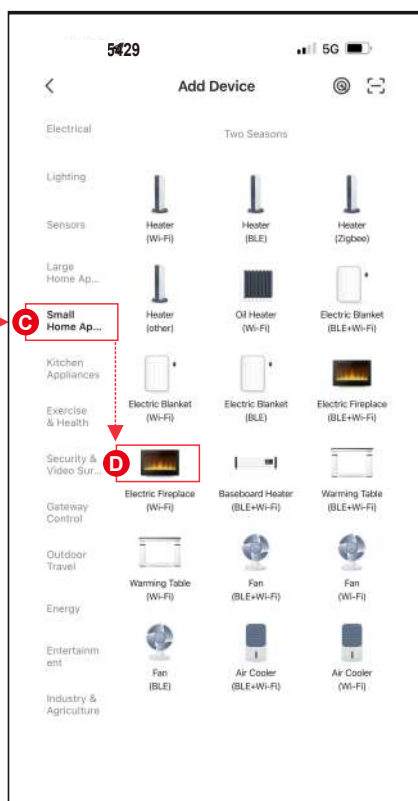 5G
Add Device
Electrical
Lighting
Sensors
Large
Home Ap...
C
Small
Home Ap...
Kitchen
Appliances
Exercise
& Health
Security &
Video Sur...
Gateway
Control
Outdoor
Travel
Energy
Entertainm
ent
Industry &
Agriculture
Two Seasons
Heater
(Wi-Fi)
Heater
(BLE)
Heater
(Zigbee)
Heater
(other)
Oil Heater
(Wi-Fi)
Electric Blanket
(BLE+Wi-Fi)
Electric Blanket
(Wi-Fi)
Electric Blanket
(BLE)
Electric Fireplace
(BLE+Wi-Fi)
D
Electric Fireplace
(Wi-Fi)
Baseboard Heater
(BLE+Wi-Fi)
Warming Table
(BLE+Wi-Fi)
Warming Table
(Wi-Fi)
Fan
(BLE+Wi-Fi)
Fan
(Wi-Fi)
Fan
(BLE)
Air Cooler
(BLE+Wi-Fi)
Air Cooler
(Wi-Fi)